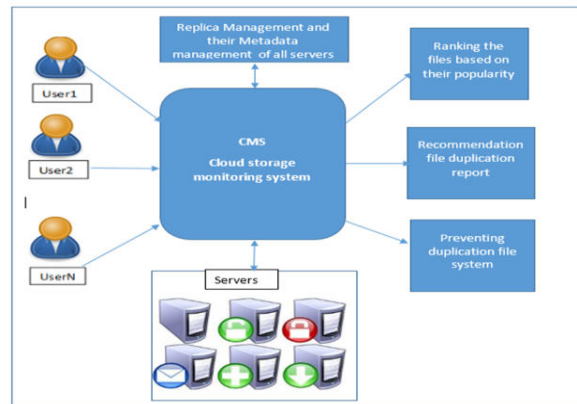 Replica Management and
their Metadata
management of all servers
Ranking
the files based on
their popularity
User1
CMS
Cloud storage
monitoring system
User2
Recommendation
file duplication
report
UserN
Preventing
duplication file
system
Servers